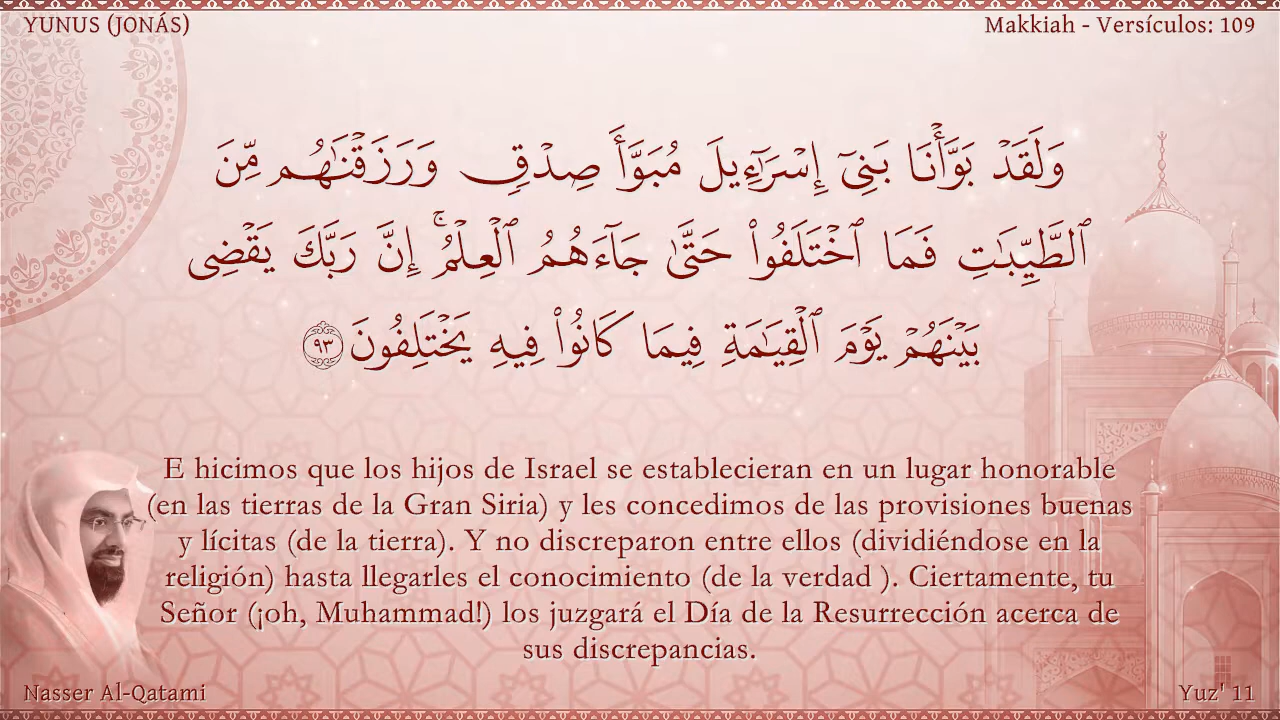 YUNUS (JONÁS)
Makkiah - Versículos: 109
وَلَقَدْ بَوَّأْنَا بَنِىٓ إِسْرَٰٓءِيلَ مُبَوَّأَ صِدْقٍ وَرَزَقْنَٰهُم مِّنَ
ٱلطَّيِّبَٰتِ فَمَا ٱخْتَلَفُوا۟ حَتَّىٰ جَآءَهُمُ ٱلْعِلْمُ ۚ إِنَّ رَبَّكَ يَقْضِى
بَيْنَهُمْ يَوْمَ ٱلْقِيَٰمَةِ فِيمَا كَانُوا۟ فِيهِ يَخْتَلِفُونَ ٩٣
E hicimos que los hijos de Israel se establecieran en un lugar honorable
(en las tierras de la Gran Siria) y les concedimos de las provisiones buenas
y lícitas (de la tierra). Y no discreparon entre ellos (dividiéndose en la
religión) hasta llegarles el conocimiento (de la verdad ). Ciertamente, tu
Señor (¡oh, Muhammad!) los juzgará el Día de la Resurrección acerca de
sus discrepancias.
Nasser Al-Qatami
Yuz' 11